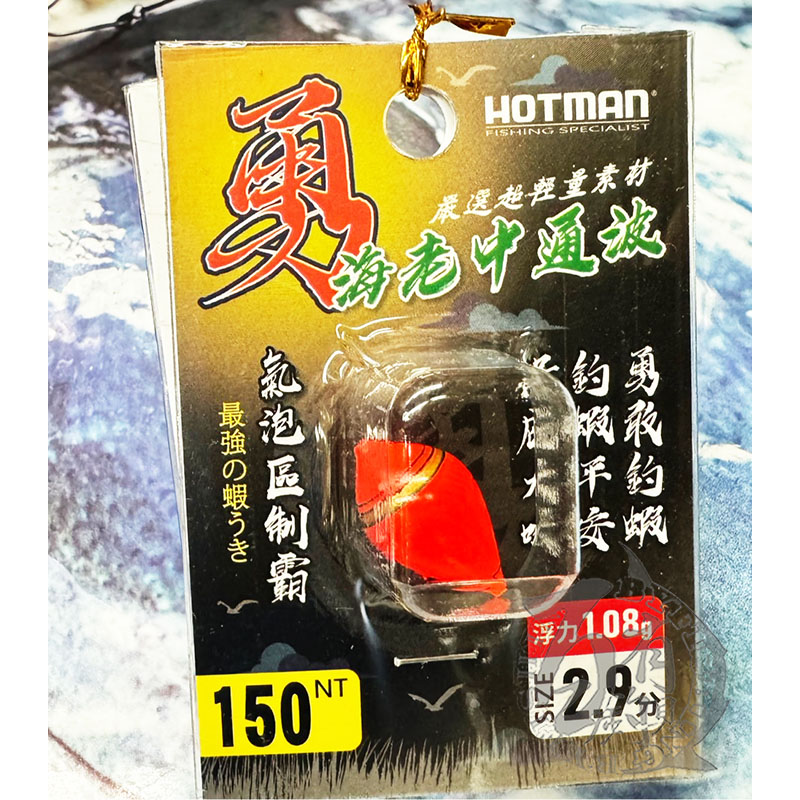 HOTMAN®
FISHING SPECIALIST
勇
嚴選超輕量素材
海老中通波
勇敢釣蝦
釣蝦平安
氣泡區制霸
最強の蝦うき
浮力1.08g
SIZE 2.9分
150NT